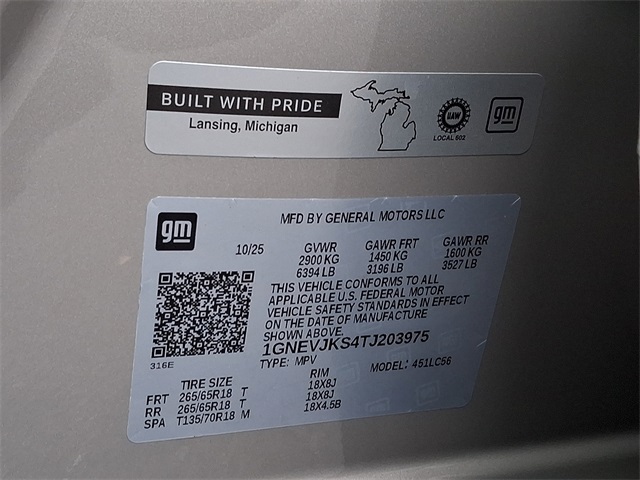 BUILT WITH PRIDE
Lansing, Michigan
UAW
LOCAL 602
gm
gm
MFD BY GENERAL MOTORS LLC
10/25 GVWR GAWR FRT GAWR RR
2900 KG 1450 KG 1600 KG
6394 LB 3196 LB 3527 LB
THIS VEHICLE CONFORMS TO ALL
APPLICABLE U.S. FEDERAL MOTOR
VEHICLE SAFETY STANDARDS IN EFFECT
ON THE DATE OF MANUFACTURE
SHOWN ABOVE.
1GNEVJKS4TJ203975
TYPE: MPV MODEL: 451LC56
316E
TIRE SIZE RIM
FRT 265/65R18 T 18X8J
RR 265/65R18 T 18X8J
SPA T135/70R18 M 18X4.5B